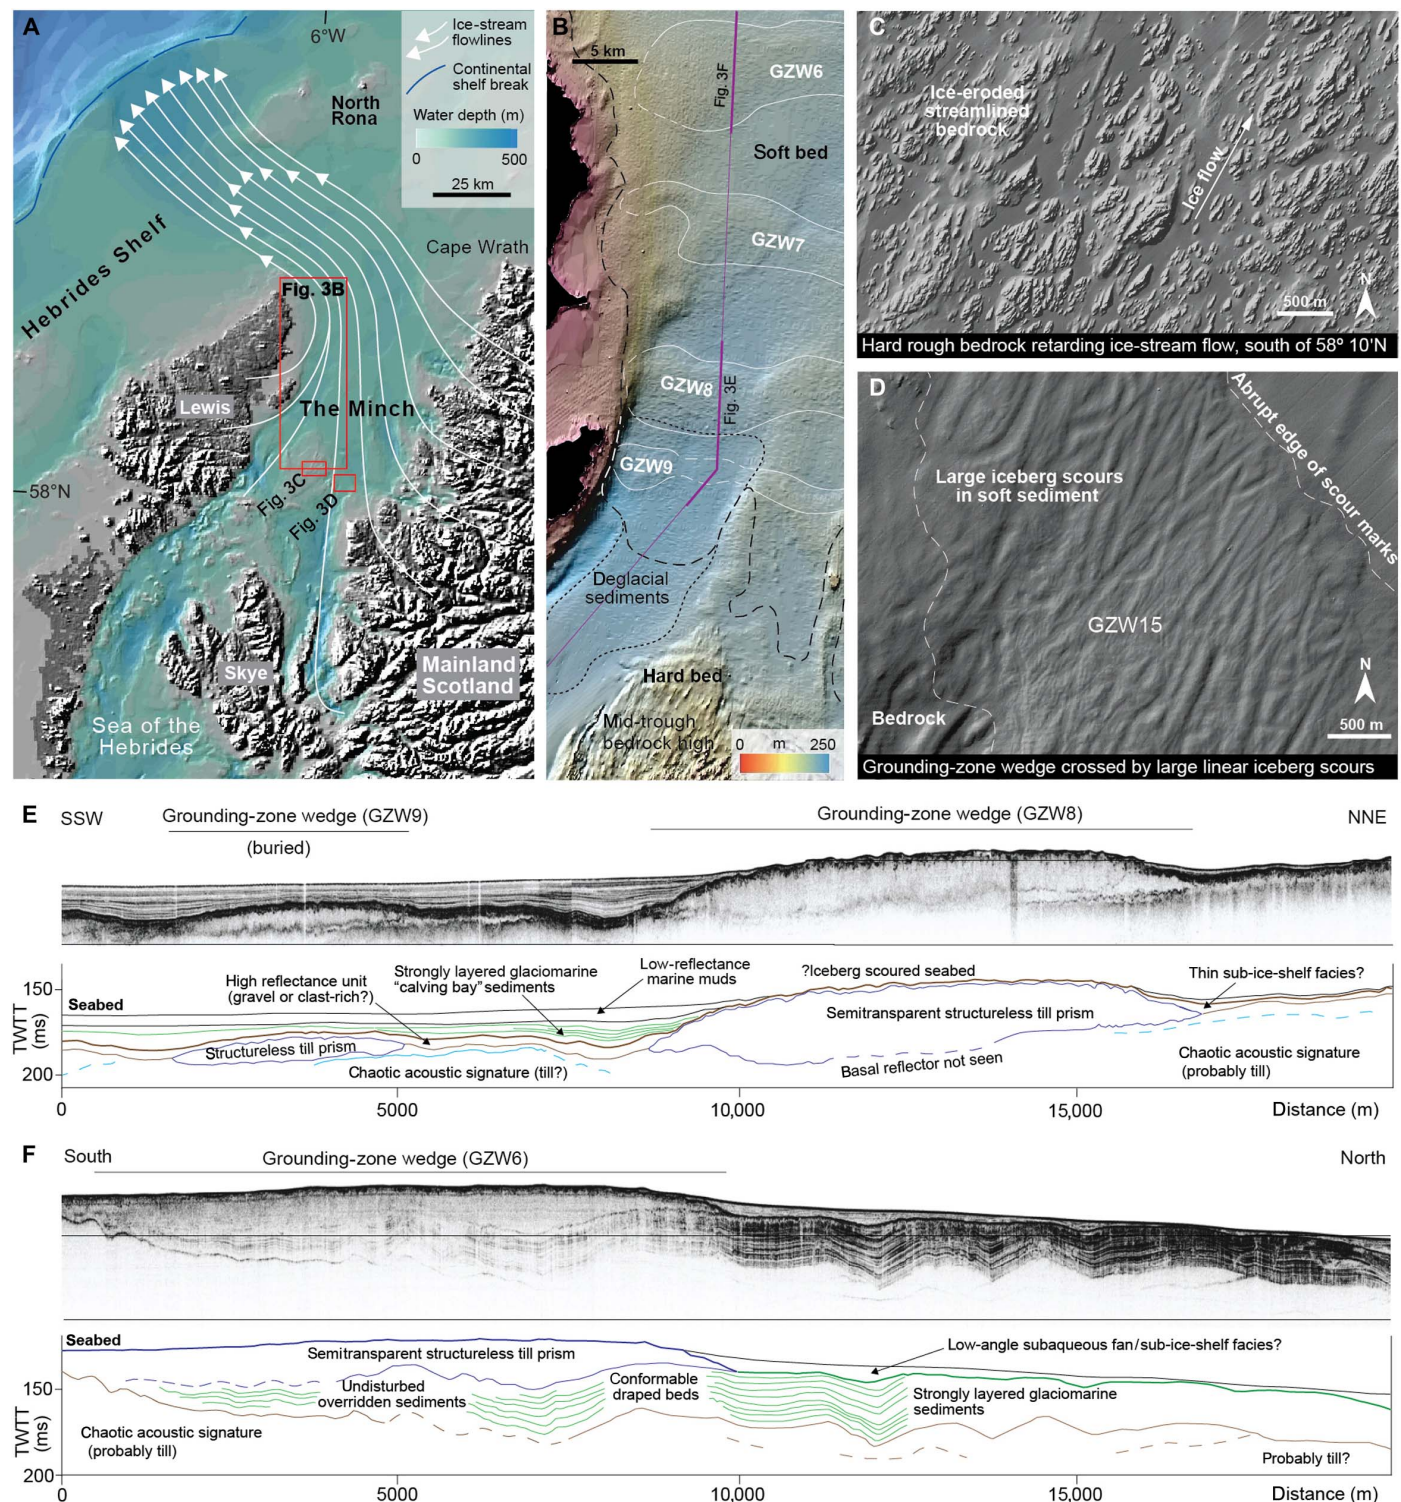 A
6°W
Ice-stream
flowlines
Continental
shelf break
Water depth (m)
0
500
25 km
North
Rona
Hebrides Shelf
Cape Wrath
Fig. 3B
Lewis
The Minch
58°N
Fig. 3C
Fig. 3D
Skye
Mainland
Scotland
Sea of the
Hebrides
B
5 km
Fig. 3F
GZW6
Soft bed
GZW7
GZW8
Fig. 3E
GZW9
Deglacial
sediments
Hard bed
Mid-trough
bedrock high
0 m 250
C
Ice-eroded
streamlined
bedrock
Ice flow
N
500 m
Hard rough bedrock retarding ice-stream flow, south of 58º 10'N
D
Abrupt edge of scour marks
Large iceberg scours
in soft sediment
GZW15
N
Bedrock
500 m
Grounding-zone wedge crossed by large linear iceberg scours
E
SSW
Grounding-zone wedge (GZW9)
(buried)
Grounding-zone wedge (GZW8)
NNE
High reflectance unit
(gravel or clast-rich?)
Strongly layered glaciomarine
“calving bay” sediments
Low-reflectance
marine muds
?Iceberg scoured seabed
Thin sub-ice-shelf facies?
150
Seabed
Semitransparent structureless till prism
TWTT
(ms)
Structureless till prism
Chaotic acoustic signature (till?)
Basal reflector not seen
Chaotic acoustic signature
(probably till)
200
0
5000
10,000
15,000
Distance (m)
F
South
Grounding-zone wedge (GZW6)
North
Seabed
Semitransparent structureless till prism
Low-angle subaqueous fan/sub-ice-shelf facies?
150
Undisturbed
overridden sediments
Conformable
draped beds
Strongly layered glaciomarine
sediments
TWTT
(ms)
Chaotic acoustic signature
(probably till)
Probably till?
200
0
5000
10,000
15,000
Distance (m)